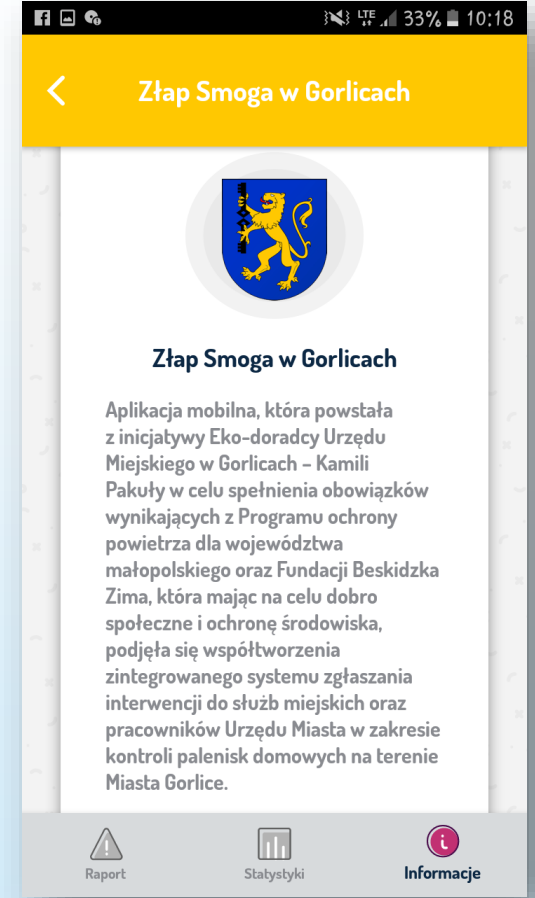 LTE 33% 10:18
Złap Smoga w Gorlicach
Złap Smoga w Gorlicach
Aplikacja mobilna, która powstała
z inicjatywy Eko-doradcy Urzędu
Miejskiego w Gorlicach – Kamili
Pakuły w celu spełnienia obowiązków
wynikających z Programu ochrony
powietrza dla województwa
małopolskiego oraz Fundacji Beskidzka
Zima, która mając na celu dobro
społeczne i ochronę środowiska,
podjęła się współtworzenia
zintegrowanego systemu zgłaszania
interwencji do służb miejskich oraz
pracowników Urzędu Miasta w zakresie
kontroli palenisk domowych na terenie
Miasta Gorlice.
Raport Statystyki Informacje